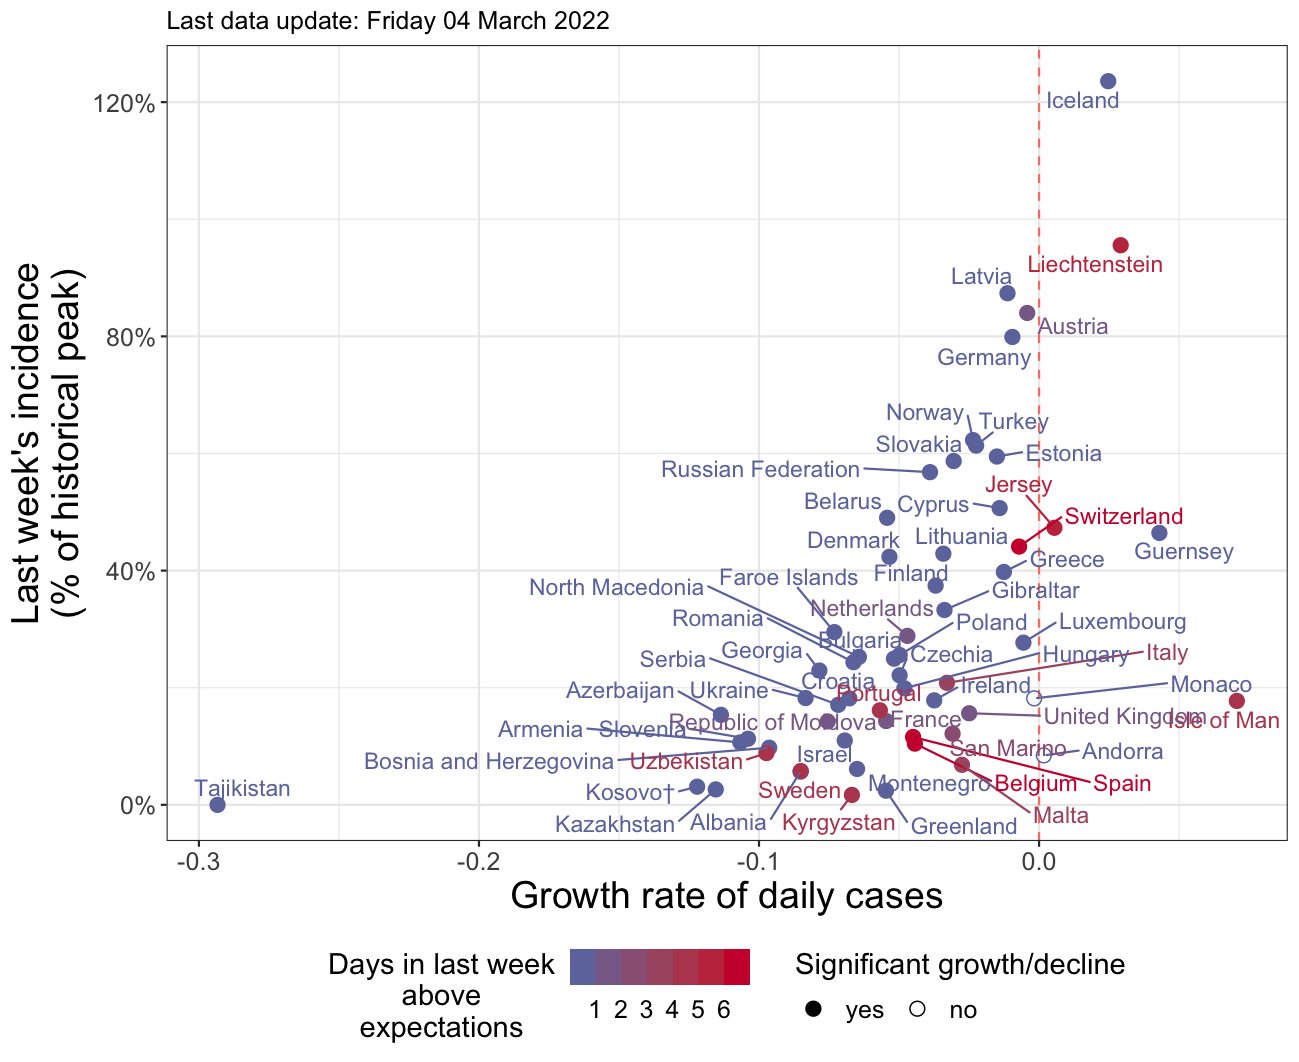 Last data update: Friday 04 March 2022
Last week's incidence
(% of historical peak)
120%
80%
40%
0%
Iceland
Liechtenstein
Latvia
Austria
Germany
Norway
Turkey
Slovakia
Estonia
Russian Federation
Jersey
Belarus
Cyprus
Switzerland
Denmark
Lithuania
Guernsey
Greece
Finland
Faroe Islands
North Macedonia
Gibraltar
Netherlands
Romania
Poland
Luxembourg
Bulgaria
Georgia
Czechia
Hungary
Italy
Serbia
Croatia
Ireland
Monaco
Azerbaijan
Ukraine
Portugal
Republic of Moldova
France
United Kingdom
Isle of Man
Armenia
Slovenia
San Marino
Andorra
Bosnia and Herzegovina
Uzbekistan
Israel
Tajikistan
Kosovo†
Sweden
Montenegro
Belgium
Spain
Kazakhstan
Albania
Kyrgyzstan
Greenland
Malta
-0.3
-0.2
-0.1
0.0
Growth rate of daily cases
Days in last week
above
expectations
1 2 3 4 5 6
Significant growth/decline
yes
no